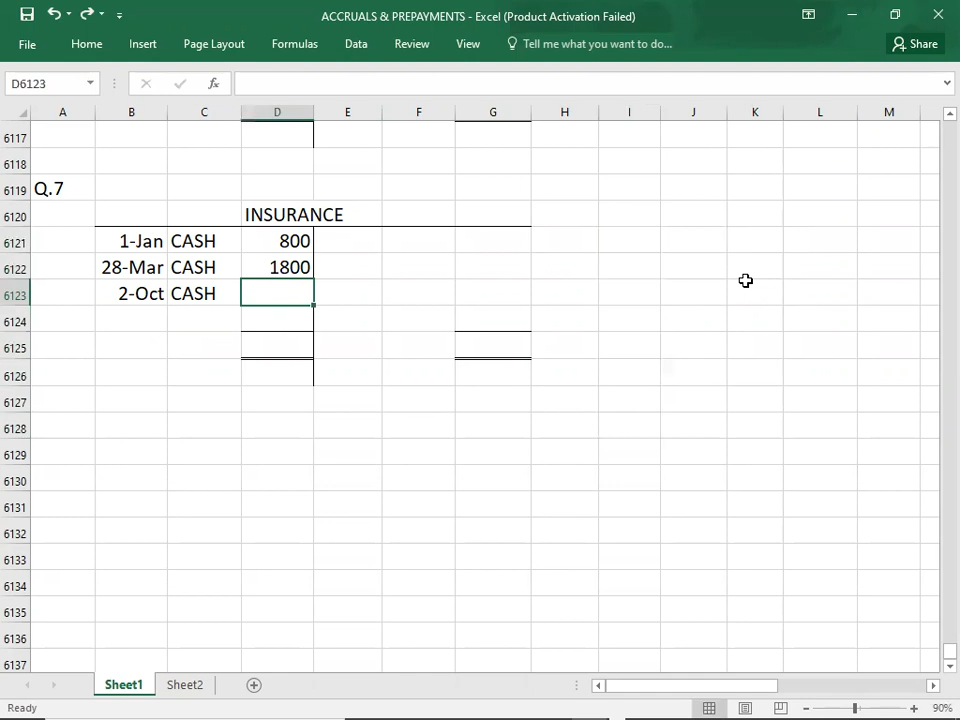 ACCRUALS & PREPAYMENTS - Excel (Product Activation Failed)
File Home Insert Page Layout Formulas Data Review View Tell me what you want to do... Share
D6123 fx
A B C D E F G H I J K L M
6117
6118
6119 Q.7
6120 INSURANCE
6121 1-Jan CASH 800
6122 28-Mar CASH 1800
6123 2-Oct CASH
6124
6125
6126
6127
6128
6129
6130
6131
6132
6133
6134
6135
6136
6137
Sheet1 Sheet2
Ready 90%